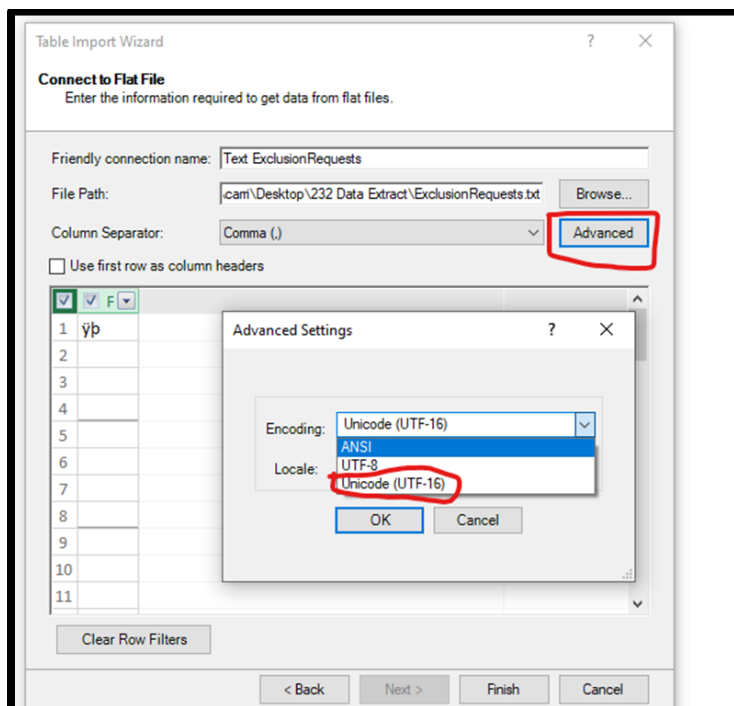 Table Import Wizard ?
Connect to Flat File
Enter the information required to get data from flat files.
Friendly connection name: Text ExclusionRequests
File Path: .carr\Desktop\232 Data Extract\ExclusionRequests.txt Browse...
Column Separator: Comma (,) Advanced
Use first row as column headers
F
1 ÿþ
2
3
4
5
6
7
8
9
10
11
Advanced Settings ?
Encoding: Unicode (UTF-16)
ANSI
UTF-8
Locale: Unicode (UTF-16)
OK Cancel
Clear Row Filters
< Back Next > Finish Cancel